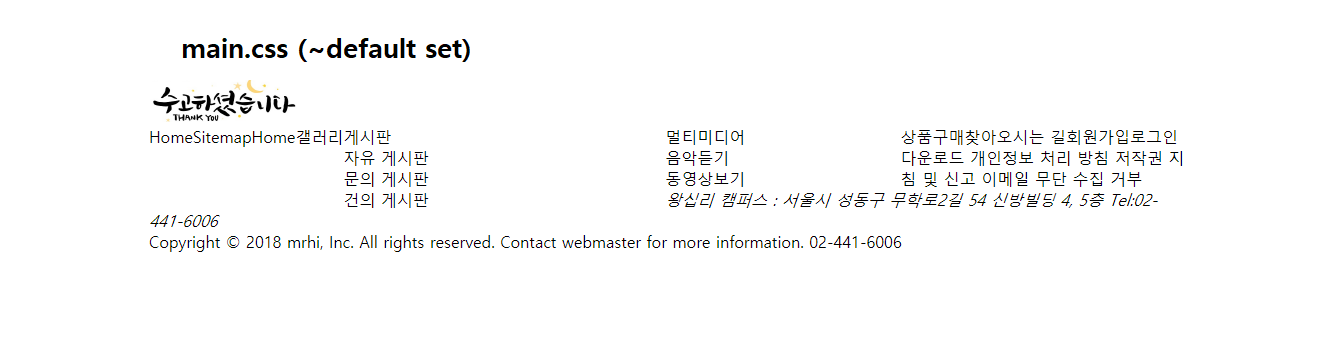 main.css (~default set)
수고하셨습니다
THANK YOU
HomeSitemapHome갤러리게시판 멀티미디어 상품구매찾아오시는 길회원가입로그인
자유 게시판 음악듣기 다운로드 개인정보 처리 방침 저작권 지
문의 게시판 동영상보기 침 및 신고 이메일 무단 수집 거부
건의 게시판 왕십리 캠퍼스 : 서울시 성동구 무학로2길 54 신방빌딩 4, 5층 Tel:02-
441-6006
Copyright © 2018 mrhi, Inc. All rights reserved. Contact webmaster for more information. 02-441-6006